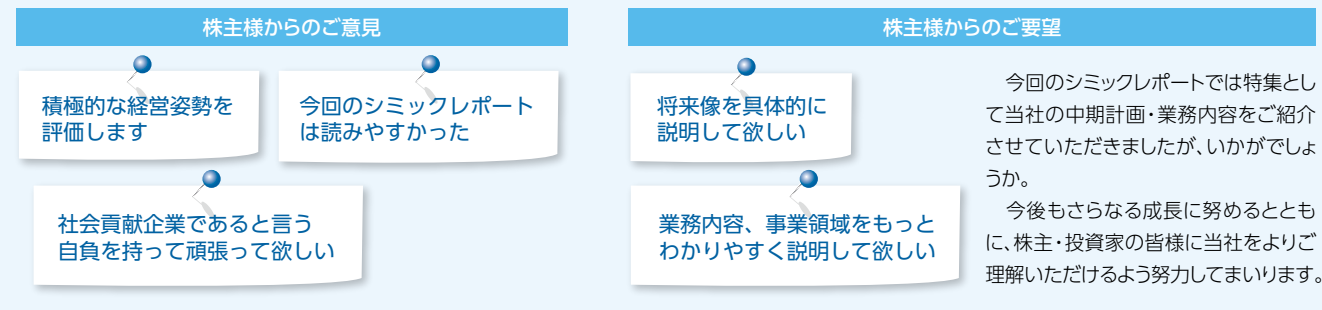 株主様からのご意見
積極的な経営姿勢を
評価します
今回のシミックレポート
は読みやすかった
社会貢献企業であると言う
自負を持って頑張って欲しい
株主様からのご要望
将来像を具体的に
説明して欲しい
業務内容、事業領域をもっと
わかりやすく説明して欲しい
今回のシミックレポートでは特集とし
て当社の中期計画・業務内容をご紹介
させていただきましたが、いかがでしょ
うか。
今後もさらなる成長に努めるととも
に、株主・投資家の皆様に当社をよりご
理解いただけるよう努力してまいります。